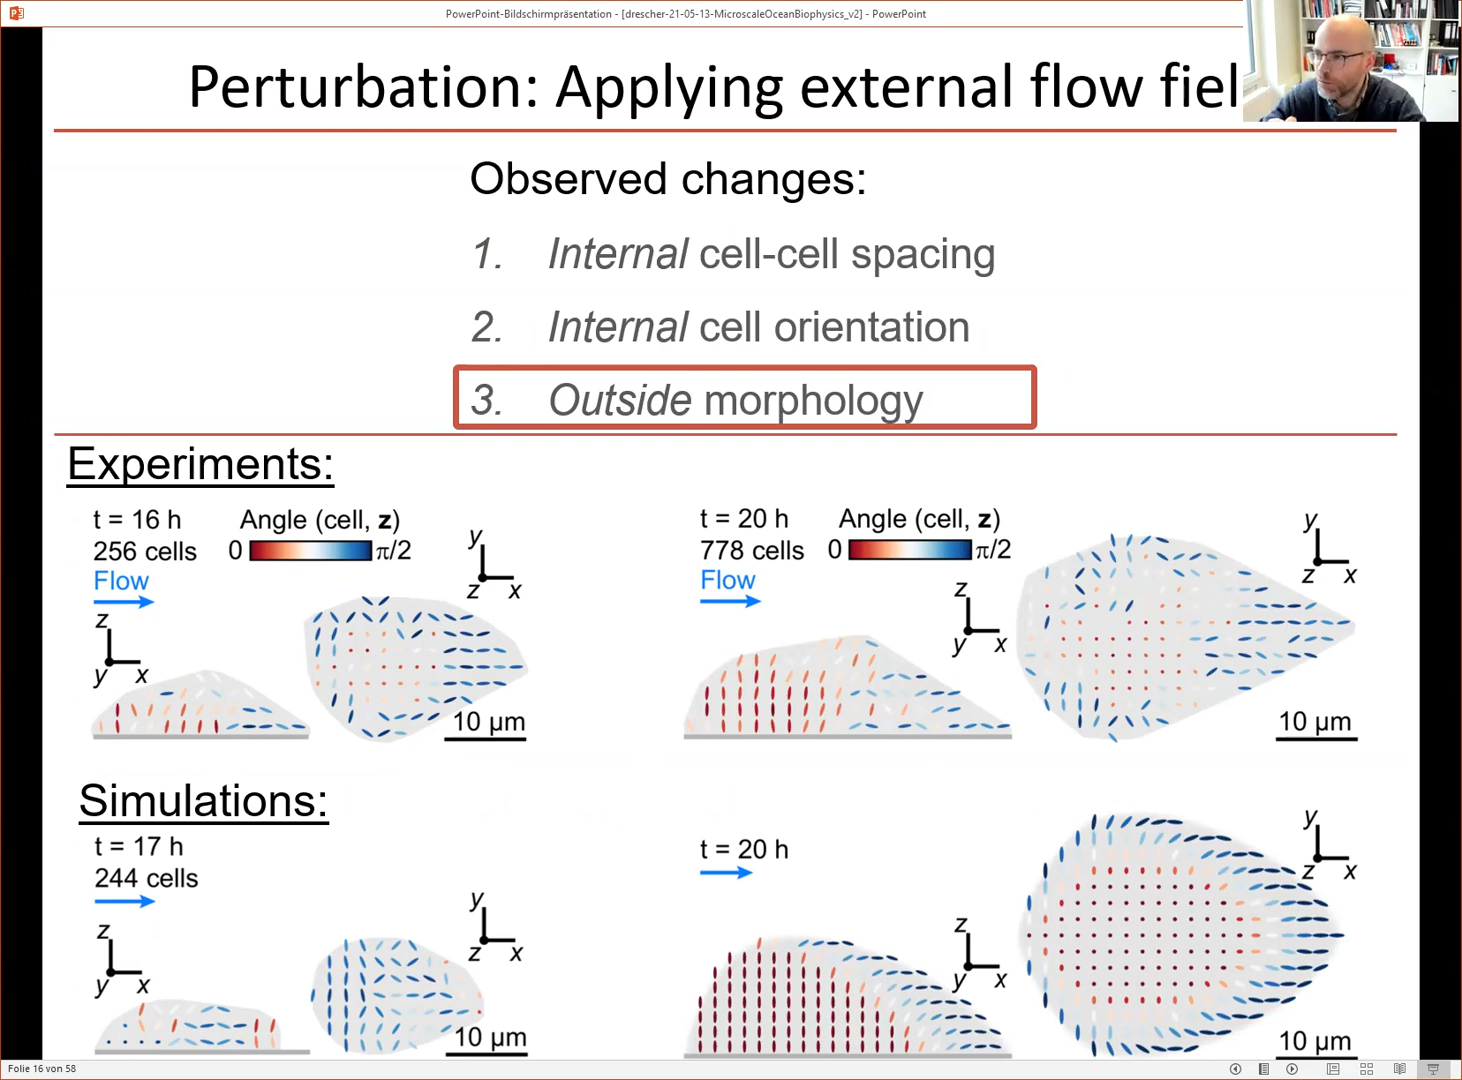 PowerPoint-Bildschirmpräsentation - [drescher-21-05-13-MicroscaleOceanBiophysics_v2] - PowerPoint
Perturbation: Applying external flow fiel
Observed changes:
1. Internal cell-cell spacing
2. Internal cell orientation
3. Outside morphology
Experiments:
t = 16 h
256 cells
Flow
Angle (cell, z)
0 π/2
z
y x
y
z x
10 µm
t = 20 h
778 cells
Flow
Angle (cell, z)
0 π/2
z
y x
y
z x
10 µm
Simulations:
t = 17 h
244 cells
z
y x
y
z x
10 µm
t = 20 h
z
y x
y
z x
10 µm
Folie 16 von 58